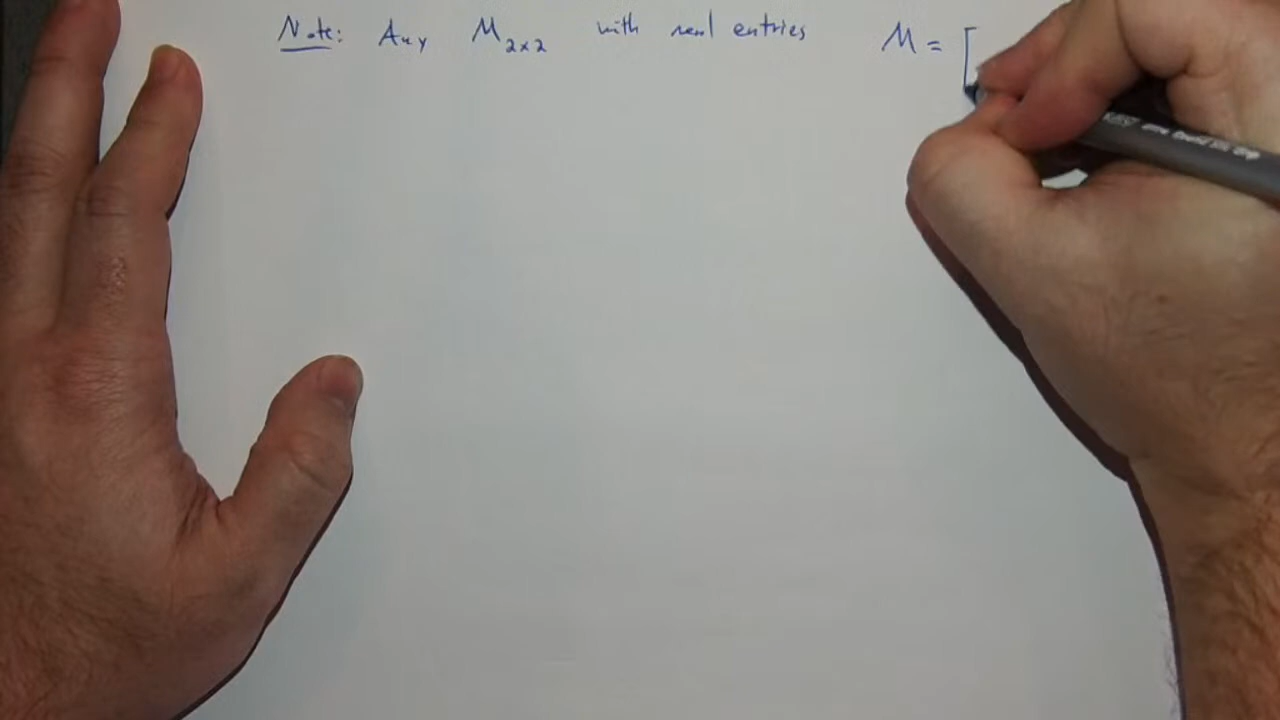 Note: Any M2x2 with real entries M = [